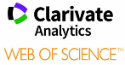 Clarivate
Analytics
WEB OF SCIENCE™